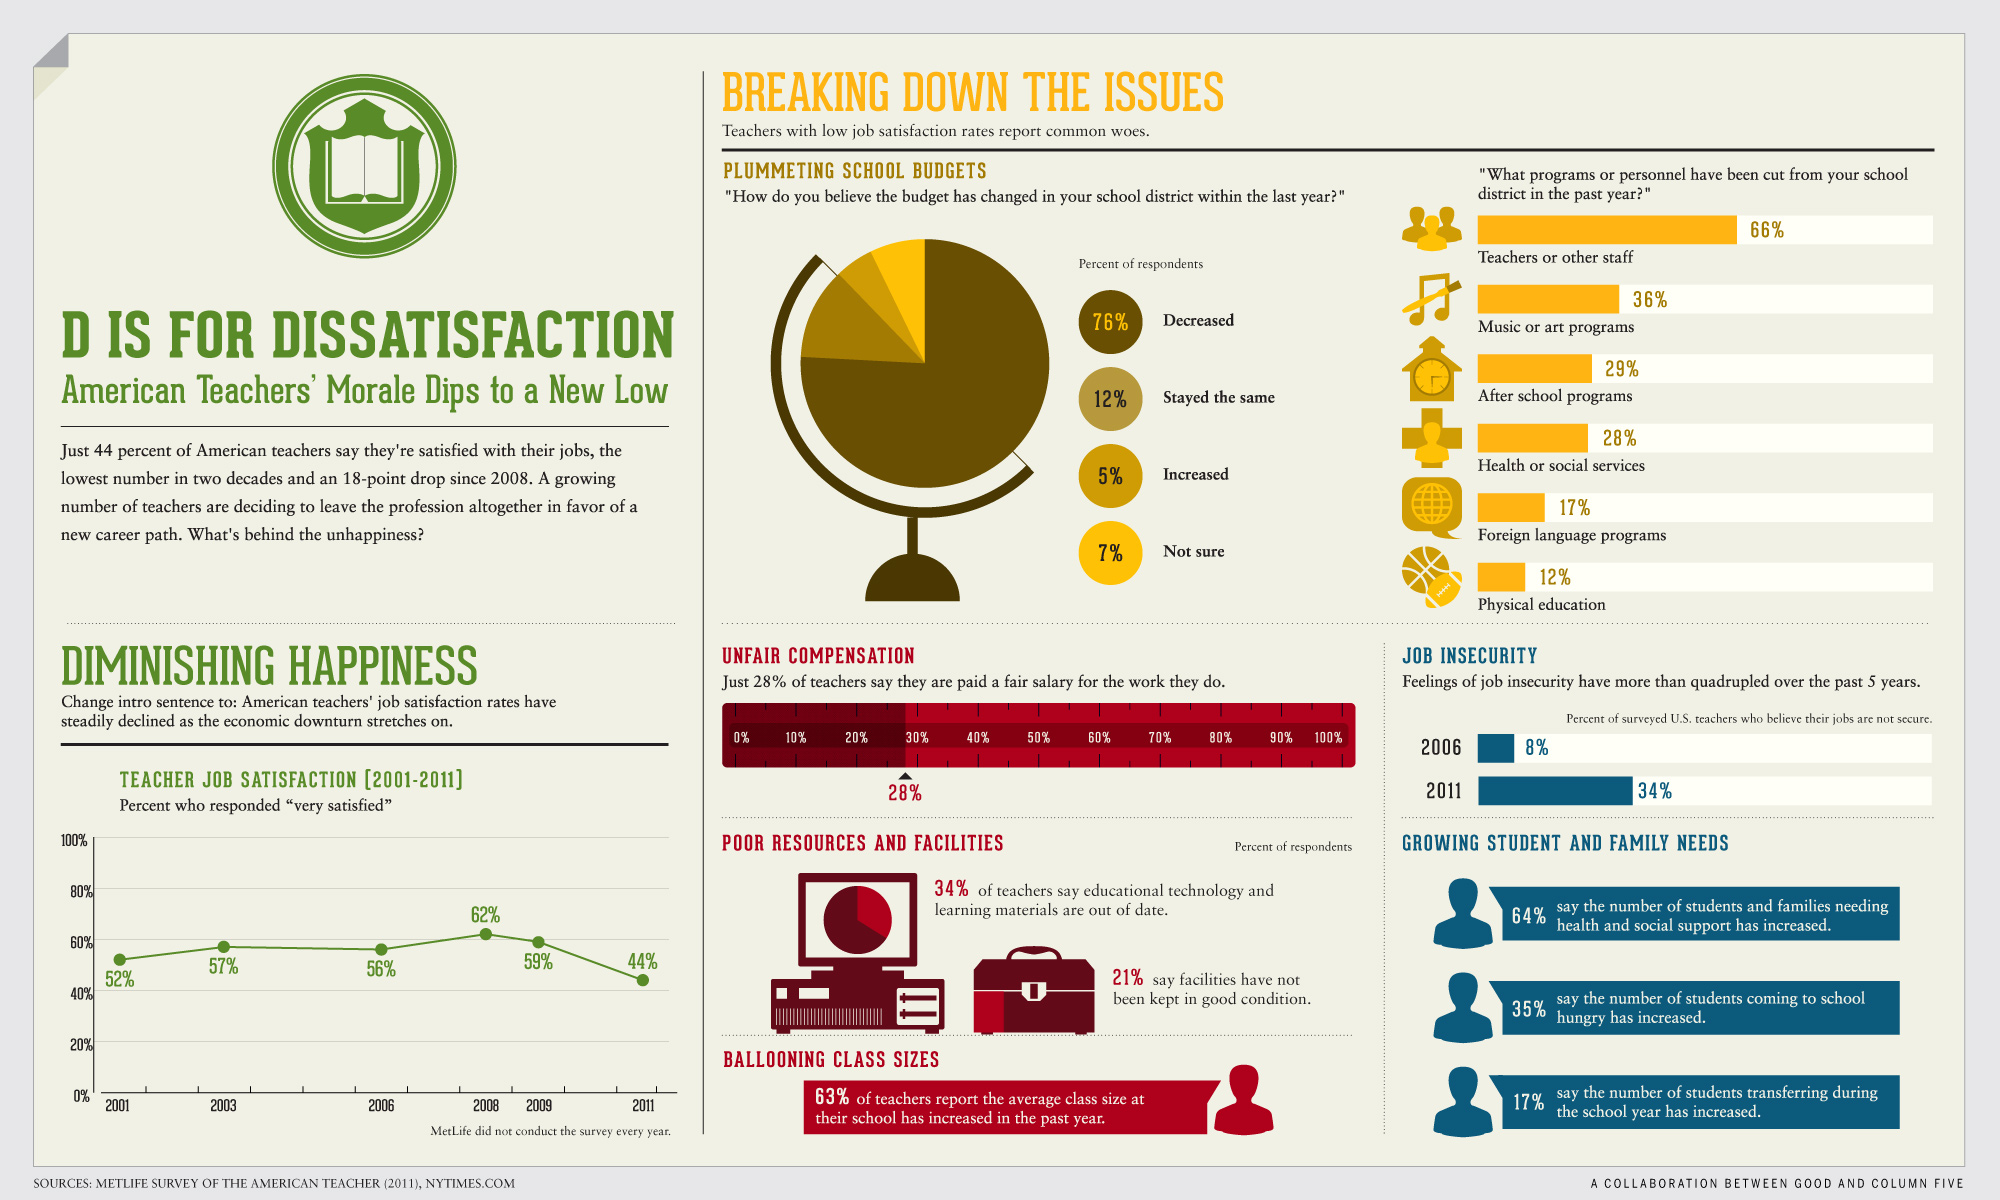 D IS FOR DISSATISFACTION
American Teachers' Morale Dips to a New Low
Just 44 percent of American teachers say they're satisfied with their jobs, the
lowest number in two decades and an 18-point drop since 2008. A growing
number of teachers are deciding to leave the profession altogether in favor of a
new career path. What's behind the unhappiness?
DIMINISHING HAPPINESS
Change intro sentence to: American teachers' job satisfaction rates have
steadily declined as the economic downturn stretches on.
TEACHER JOB SATISFACTION [2001-2011]
Percent who responded “very satisfied”
100%
80%
60%
40%
20%
0%
52%
57%
56%
62%
59%
44%
2001
2003
2006
2008
2009
2011
MetLife did not conduct the survey every year.
BREAKING DOWN THE ISSUES
Teachers with low job satisfaction rates report common woes.
PLUMMETING SCHOOL BUDGETS
"How do you believe the budget has changed in your school district within the last year?"
Percent of respondents
76% Decreased
12% Stayed the same
5% Increased
7% Not sure
"What programs or personnel have been cut from your school
district in the past year?"
66%
Teachers or other staff
36%
Music or art programs
29%
After school programs
28%
Health or social services
17%
Foreign language programs
12%
Physical education
UNFAIR COMPENSATION
Just 28% of teachers say they are paid a fair salary for the work they do.
0% 10% 20% 30% 40% 50% 60% 70% 80% 90% 100%
28%
POOR RESOURCES AND FACILITIES
Percent of respondents
34% of teachers say educational technology and
learning materials are out of date.
21% say facilities have not
been kept in good condition.
BALLOONING CLASS SIZES
63% of teachers report the average class size at
their school has increased in the past year.
JOB INSECURITY
Feelings of job insecurity have more than quadrupled over the past 5 years.
Percent of surveyed U.S. teachers who believe their jobs are not secure.
2006 8%
2011 34%
GROWING STUDENT AND FAMILY NEEDS
64% say the number of students and families needing
health and social support has increased.
35% say the number of students coming to school
hungry has increased.
17% say the number of students transferring during
the school year has increased.
SOURCES: METLIFE SURVEY OF THE AMERICAN TEACHER (2011), NYTIMES.COM
A COLLABORATION BETWEEN GOOD AND COLUMN FIVE